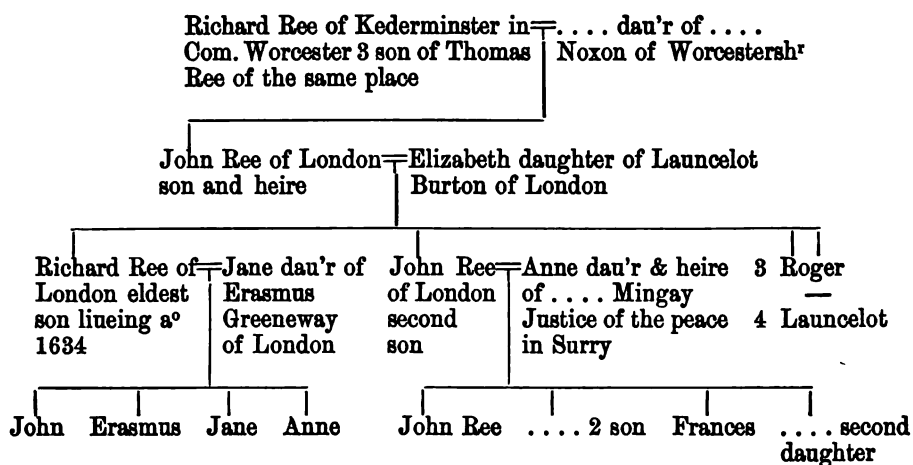 Richard Ree of Kederminster in
Com. Worcester 3 son of Thomas
Ree of the same place
. . . . dau'r of . . . .
Noxon of Worcestershʳ
John Ree of London
son and heire
Elizabeth daughter of Launcelot
Burton of London
Richard Ree of
London eldest
son liueing aᵒ
1634
Jane dau'r of
Erasmus
Greeneway
of London
John Ree
of London
second
son
Anne dau'r & heire
of . . . . Mingay
Justice of the peace
in Surry
3 Roger
—
4 Launcelot
John
Erasmus
Jane
Anne
John Ree
. . . . 2 son
Frances
. . . . second
daughter